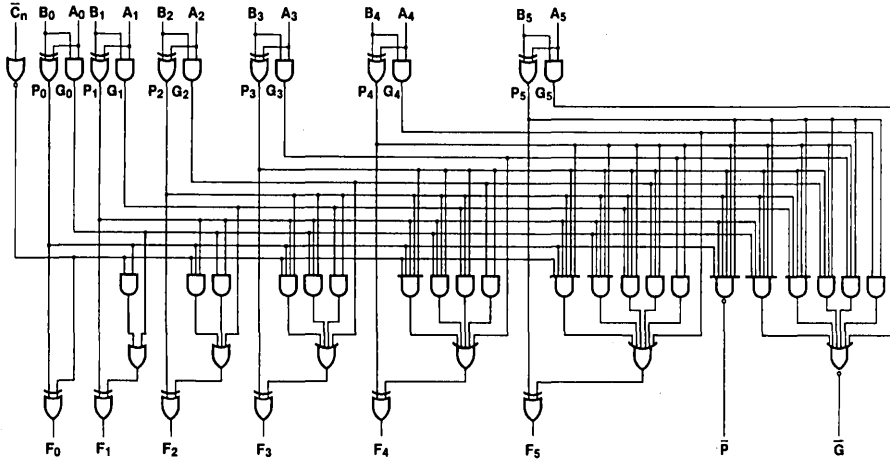 C̅n B0 A0 B1 A1 B2 A2 B3 A3 B4 A4 B5 A5
P0 G0 P1 G1 P2 G2 P3 G3 P4 G4 P5 G5
F0 F1 F2 F3 F4 F5 P̅ G̅